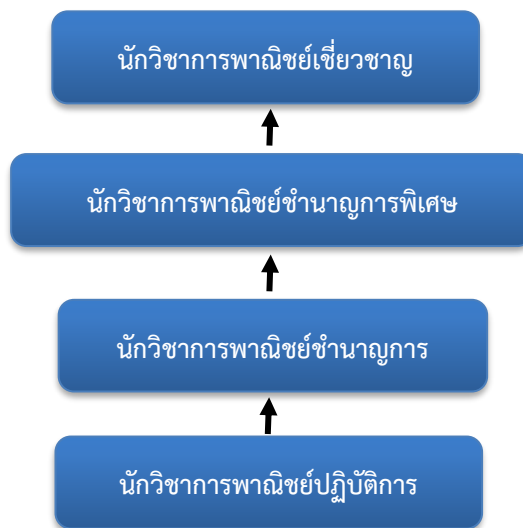 นักวิชาการพาณิชย์เชี่ยวชาญ
นักวิชาการพาณิชย์ชำนาญการพิเศษ
นักวิชาการพาณิชย์ชำนาญการ
นักวิชาการพาณิชย์ปฏิบัติการ